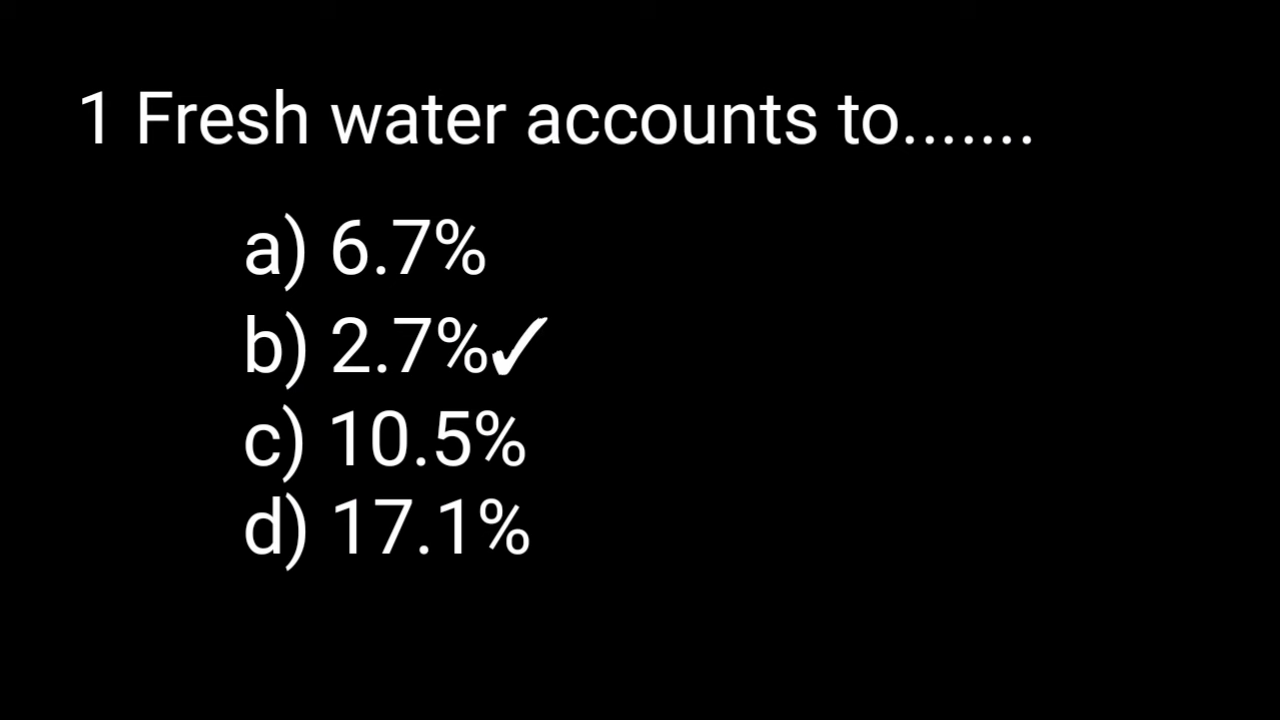 1 Fresh water accounts to.......
a) 6.7%
b) 2.7%✓
c) 10.5%
d) 17.1%